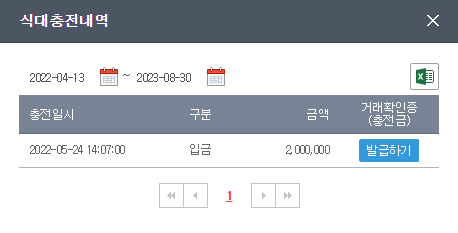 식대충전내역
2022-04-13 ~ 2023-08-30
충전일시 구분 금액 거래확인증
(충전금)
2022-05-24 14:07:00 입금 2,000,000 발급하기
1